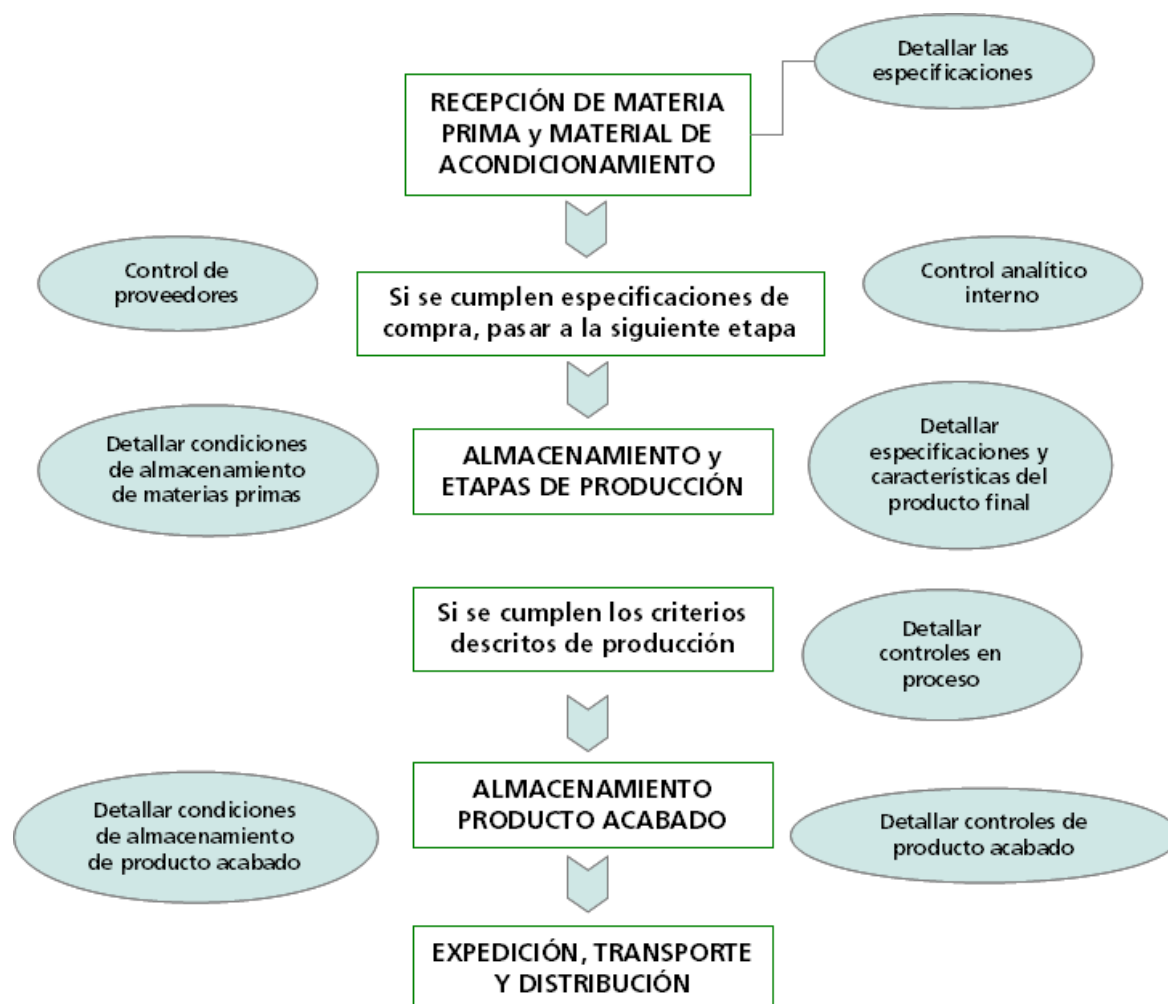 Detallar las
especificaciones
RECEPCIÓN DE MATERIA
PRIMA y MATERIAL DE
ACONDICIONAMIENTO
Control de
proveedores
Si se cumplen especificaciones de
compra, pasar a la siguiente etapa
Control analítico
interno
Detallar condiciones
de almacenamiento
de materias primas
ALMACENAMIENTO y
ETAPAS DE PRODUCCIÓN
Detallar
especificaciones y
características del
producto final
Si se cumplen los criterios
descritos de producción
Detallar
controles en
proceso
Detallar condiciones
de almacenamiento
de producto acabado
ALMACENAMIENTO
PRODUCTO ACABADO
Detallar controles de
producto acabado
EXPEDICIÓN, TRANSPORTE
Y DISTRIBUCIÓN